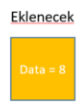 Eklenecek
Data = 8